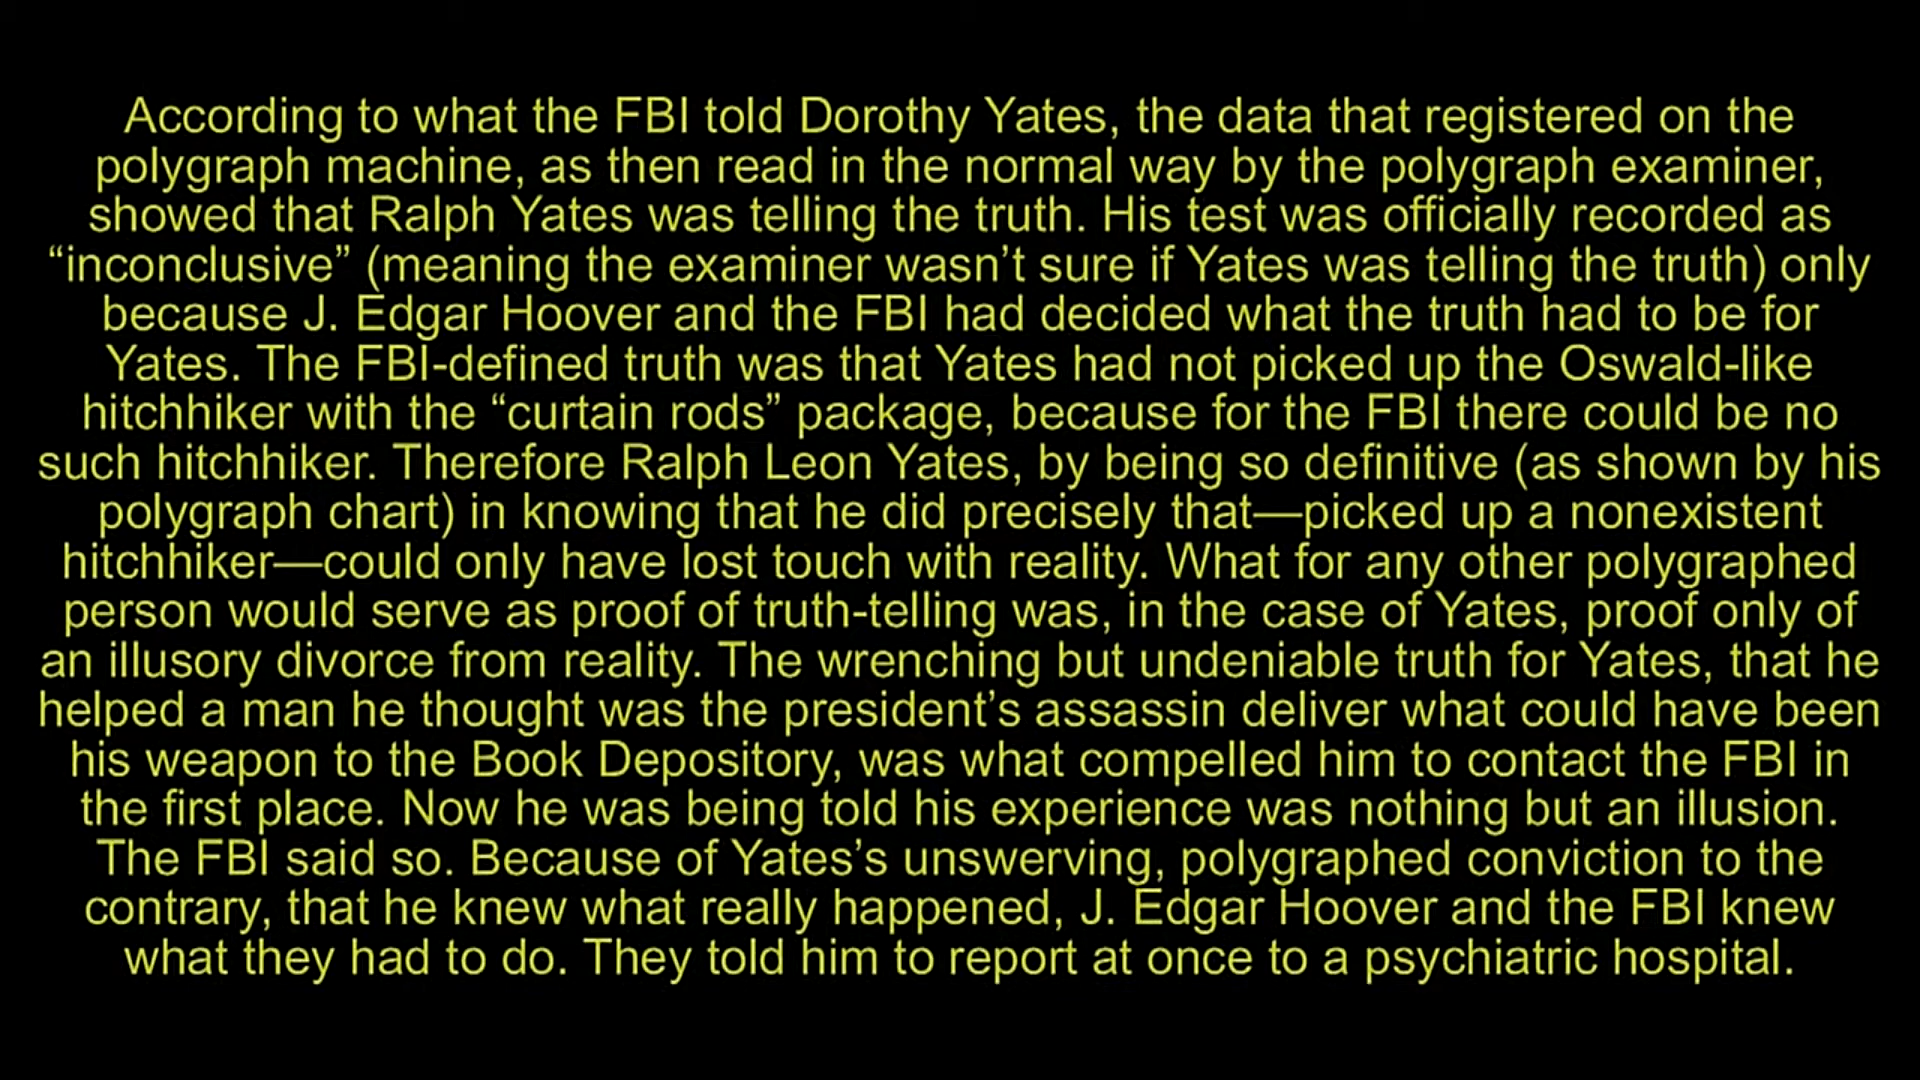 According to what the FBI told Dorothy Yates, the data that registered on the
polygraph machine, as then read in the normal way by the polygraph examiner,
showed that Ralph Yates was telling the truth. His test was officially recorded as
“inconclusive” (meaning the examiner wasn’t sure if Yates was telling the truth) only
because J. Edgar Hoover and the FBI had decided what the truth had to be for
Yates. The FBI-defined truth was that Yates had not picked up the Oswald-like
hitchhiker with the “curtain rods” package, because for the FBI there could be no
such hitchhiker. Therefore Ralph Leon Yates, by being so definitive (as shown by his
polygraph chart) in knowing that he did precisely that—picked up a nonexistent
hitchhiker—could only have lost touch with reality. What for any other polygraphed
person would serve as proof of truth-telling was, in the case of Yates, proof only of
an illusory divorce from reality. The wrenching but undeniable truth for Yates, that he
helped a man he thought was the president’s assassin deliver what could have been
his weapon to the Book Depository, was what compelled him to contact the FBI in
the first place. Now he was being told his experience was nothing but an illusion.
The FBI said so. Because of Yates’s unswerving, polygraphed conviction to the
contrary, that he knew what really happened, J. Edgar Hoover and the FBI knew
what they had to do. They told him to report at once to a psychiatric hospital.